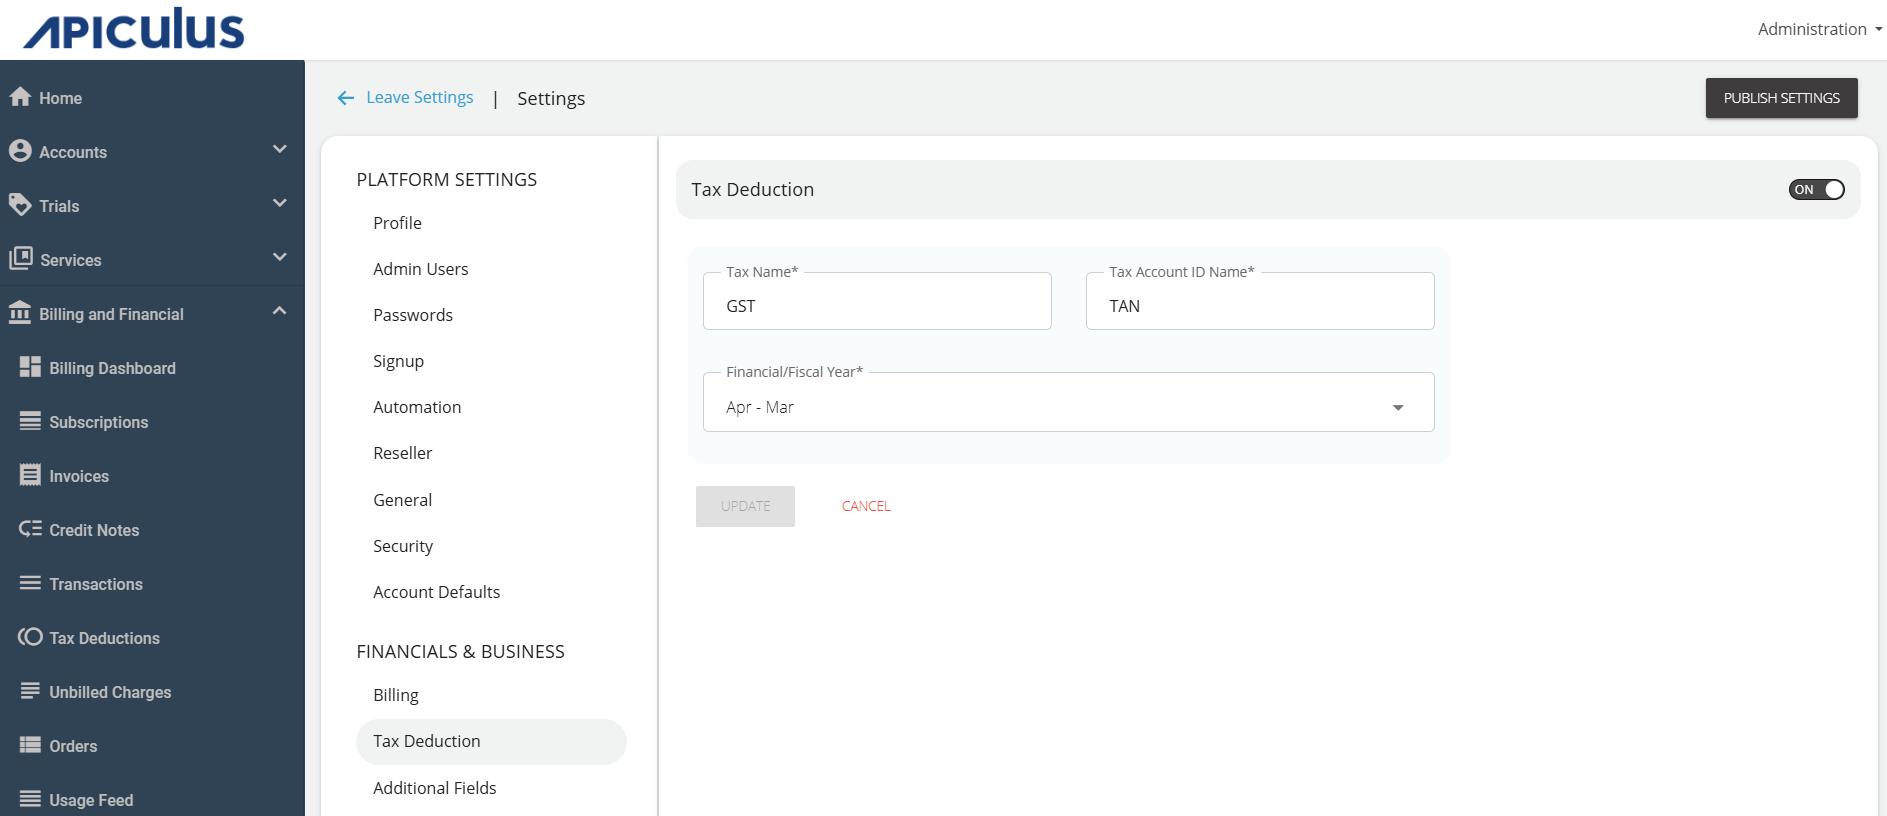 APICULUS
Administration
Home
Accounts
Trials
Services
Billing and Financial
Billing Dashboard
Subscriptions
Invoices
Credit Notes
Transactions
Tax Deductions
Unbilled Charges
Orders
Usage Feed
Leave Settings | Settings
PUBLISH SETTINGS
PLATFORM SETTINGS
Profile
Admin Users
Passwords
Signup
Automation
Reseller
General
Security
Account Defaults
FINANCIALS & BUSINESS
Billing
Tax Deduction
Additional Fields
Tax Deduction
ON
Tax Name*
GST
Tax Account ID Name*
TAN
Financial/Fiscal Year*
Apr - Mar
UPDATE
CANCEL